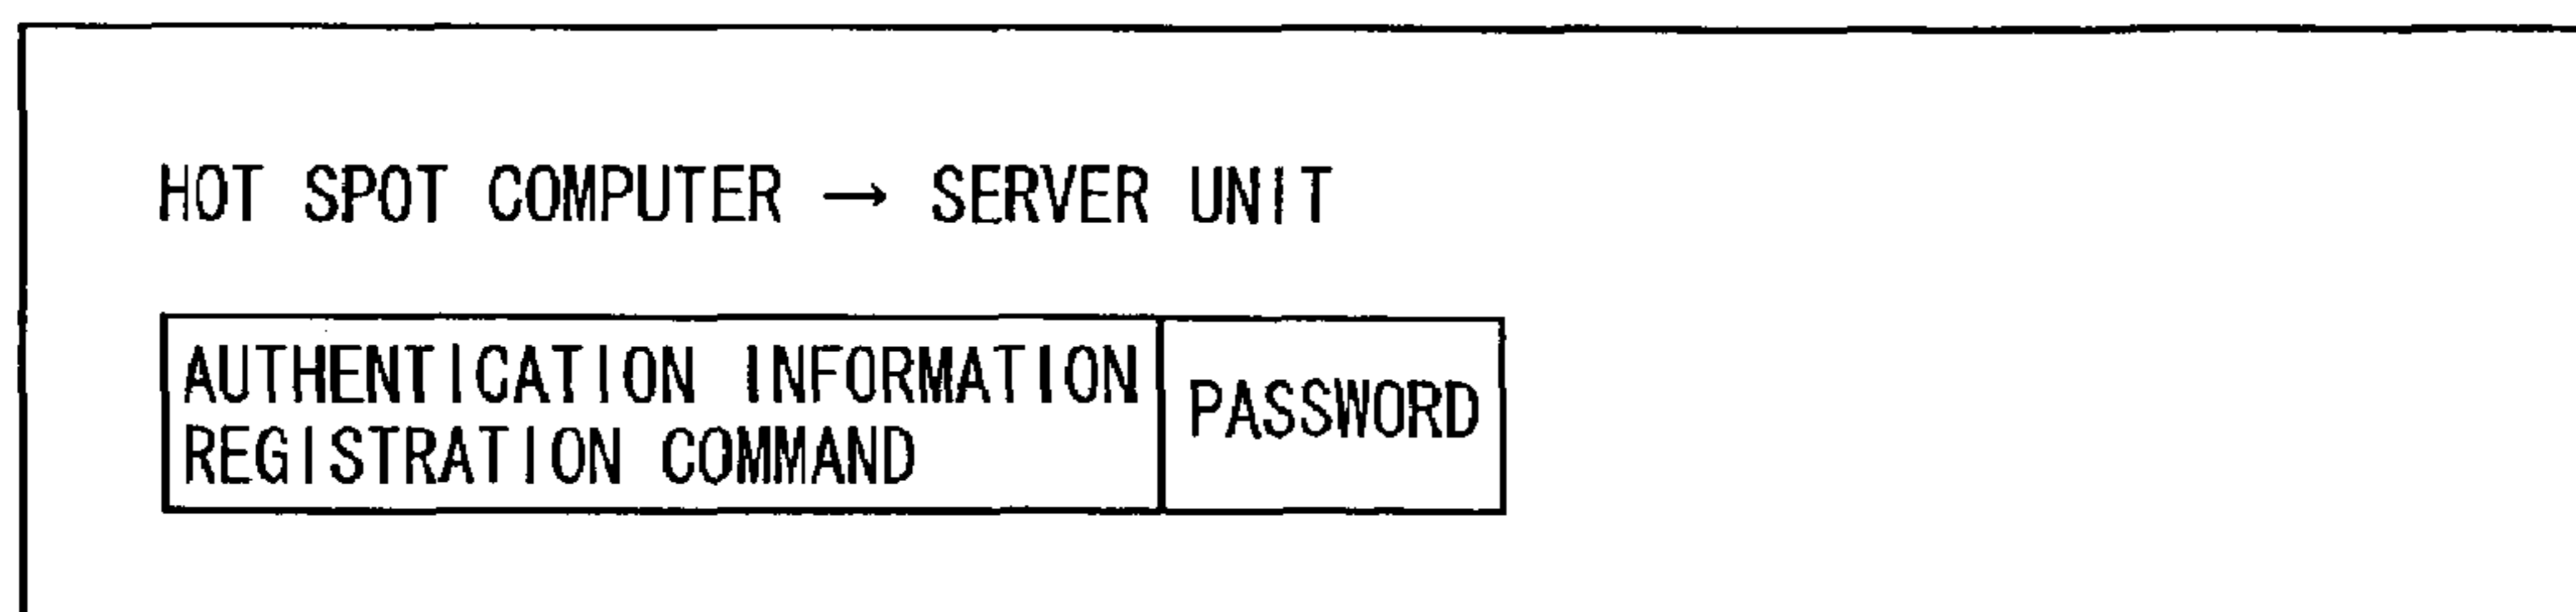 HOT SPOT COMPUTER → SERVER UNIT
AUTHENTICATION INFORMATION
REGISTRATION COMMAND
PASSWORD